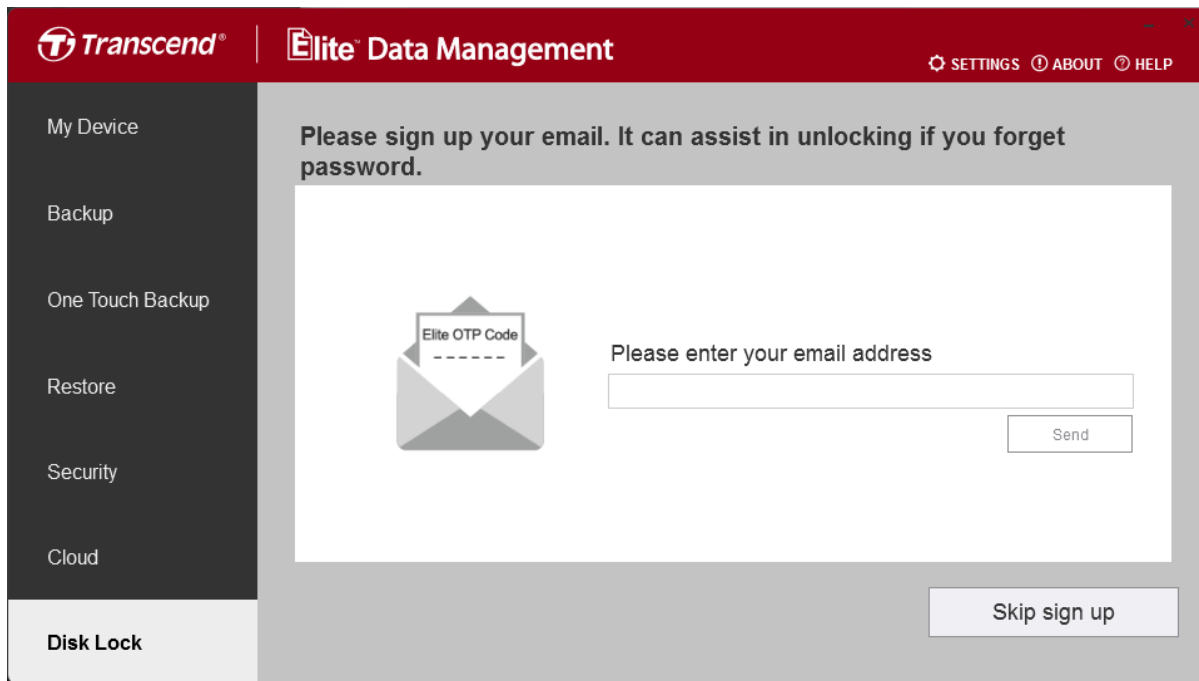 Transcend®
Elite™ Data Management
SETTINGS ABOUT HELP
My Device
Backup
One Touch Backup
Restore
Security
Cloud
Disk Lock
Please sign up your email. It can assist in unlocking if you forget
password.
Elite OTP Code
------
Please enter your email address
Send
Skip sign up